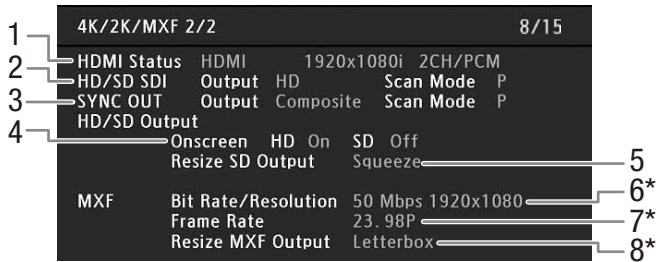 4K/2K/MXF 2/2 8/15
1 HDMI Status HDMI 1920x1080i 2CH/PCM
2 HD/SD SDI Output HD Scan Mode P
3 SYNC OUT Output Composite Scan Mode P
HD/SD Output
4 Onscreen HD On SD Off
Resize SD Output Squeeze 5
MXF Bit Rate/Resolution 50 Mbps 1920x1080 6*
Frame Rate 23.98P 7*
Resize MXF Output Letterbox 8*